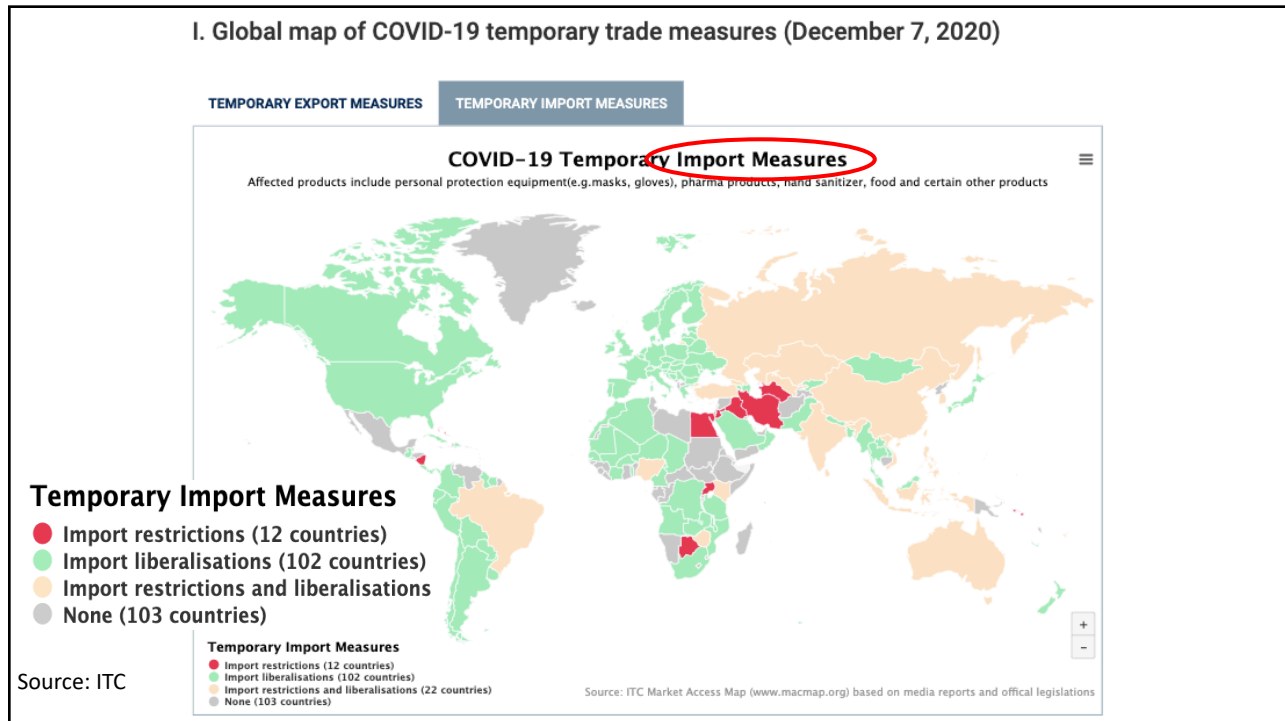 I. Global map of COVID-19 temporary trade measures (December 7, 2020)
TEMPORARY EXPORT MEASURES
TEMPORARY IMPORT MEASURES
COVID-19 Temporary Import Measures
Affected products include personal protection equipment(e.g.masks, gloves), pharma products, hand sanitizer, food and certain other products
Temporary Import Measures
Import restrictions (12 countries)
Import liberalisations (102 countries)
Import restrictions and liberalisations
None (103 countries)
+
−
Temporary Import Measures
Import restrictions (12 countries)
Import liberalisations (102 countries)
Import restrictions and liberalisations (22 countries)
None (103 countries)
Source: ITC Market Access Map (www.macmap.org) based on media reports and offical legislations
Source: ITC